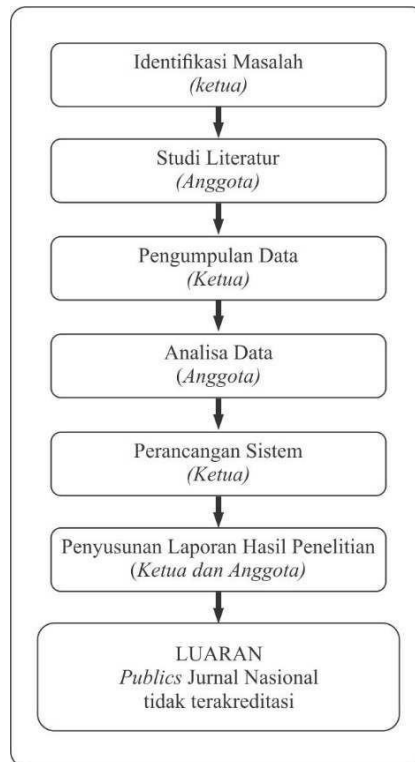 Identifikasi Masalah
(ketua)
Studi Literatur
(Anggota)
Pengumpulan Data
(Ketua)
Analisa Data
(Anggota)
Perancangan Sistem
(Ketua)
Penyusunan Laporan Hasil Penelitian
(Ketua dan Anggota)
LUARAN
Publics Jurnal Nasional
tidak terakreditasi